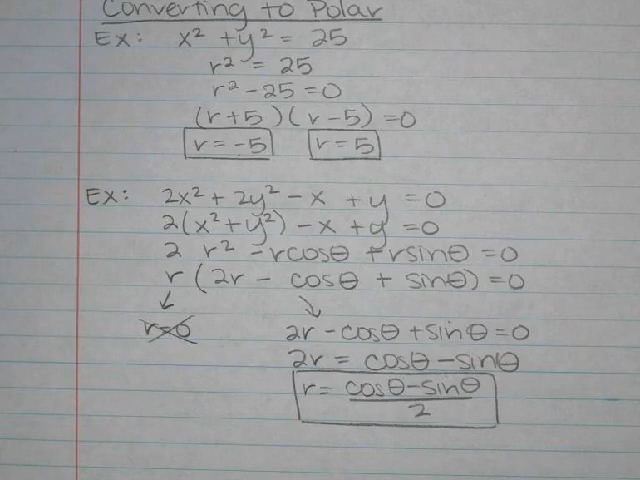 Converting to Polar
Ex: x² + y² = 25
r² = 25
r² - 25 = 0
(r+5)(r-5) = 0
r = -5 r = 5
Ex: 2x² + 2y² - x + y = 0
2(x² + y²) - x + y = 0
2 r² - rcosθ + rsinθ = 0
r (2r - cosθ + sinθ) = 0
r=0 2r - cosθ + sinθ = 0
2r = cosθ - sinθ
r = cosθ - sinθ
2